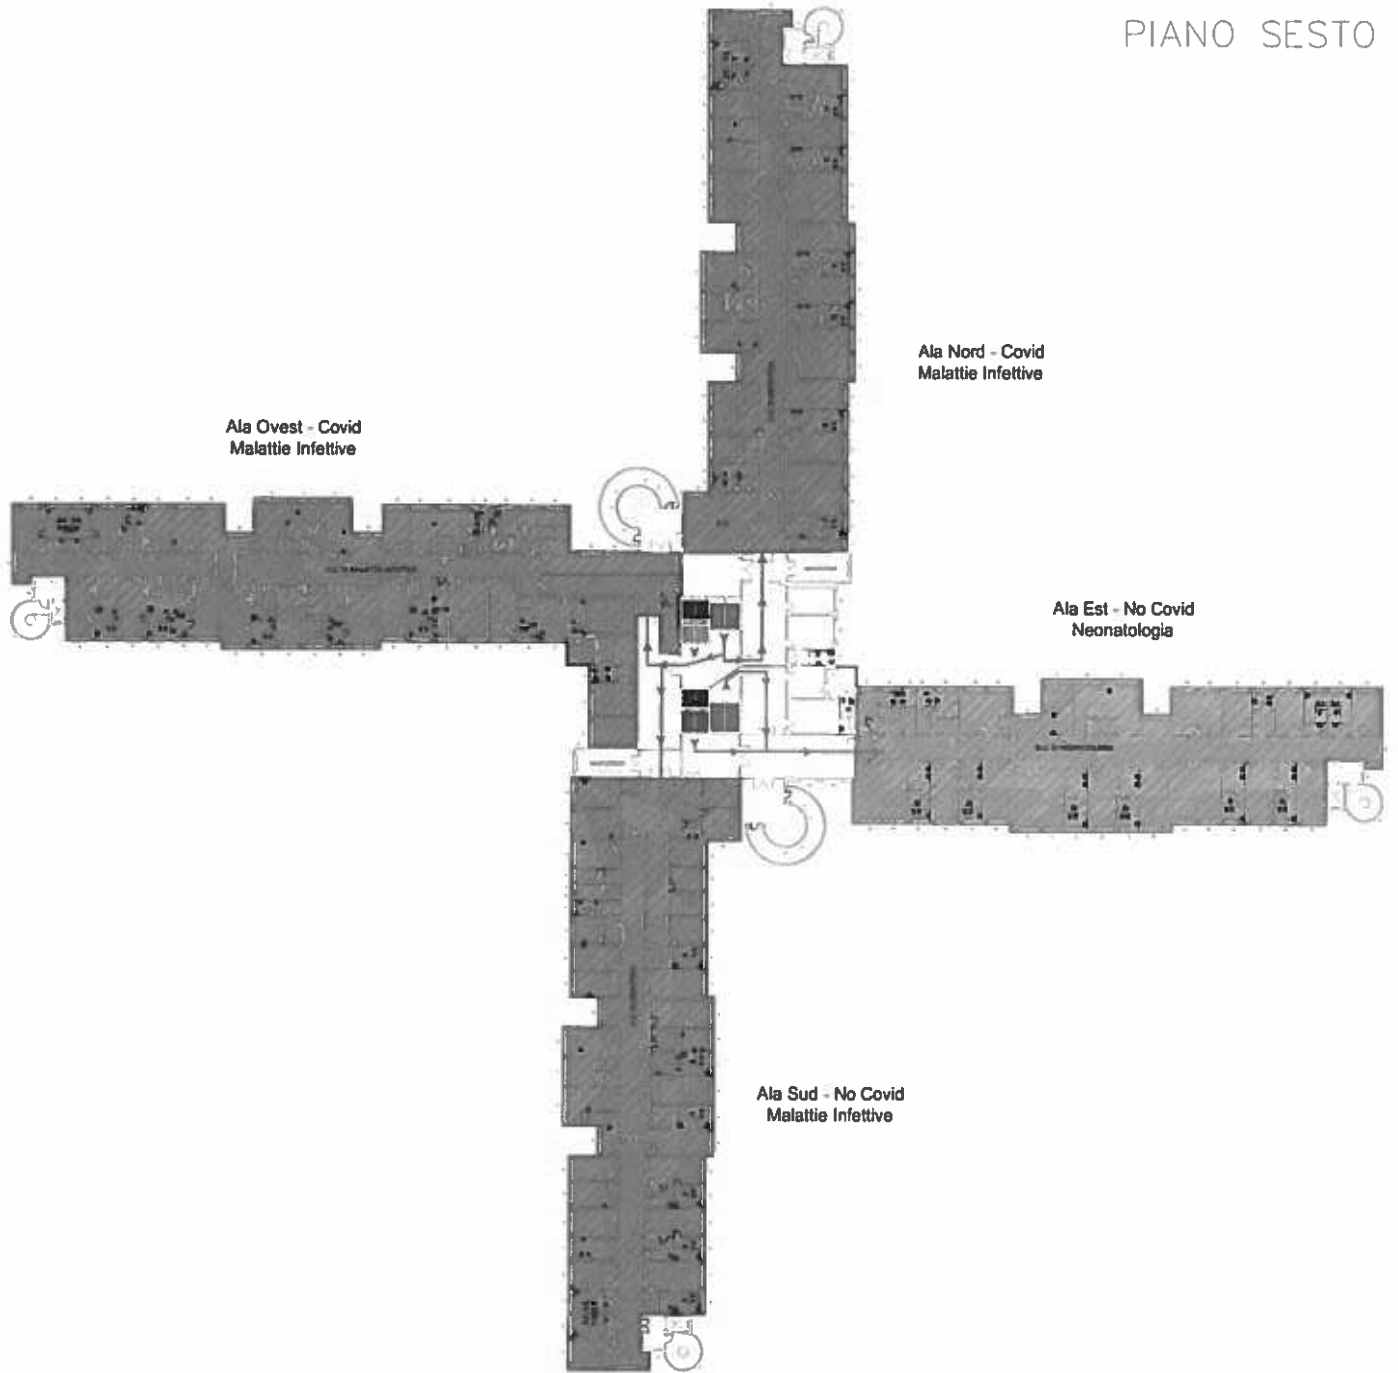 PIANO SESTO
Ala Nord - Covid
Malattie Infettive
Ala Ovest - Covid
Malattie Infettive
Ala Est - No Covid
Neonatologia
Ala Sud - No Covid
Malattie Infettive